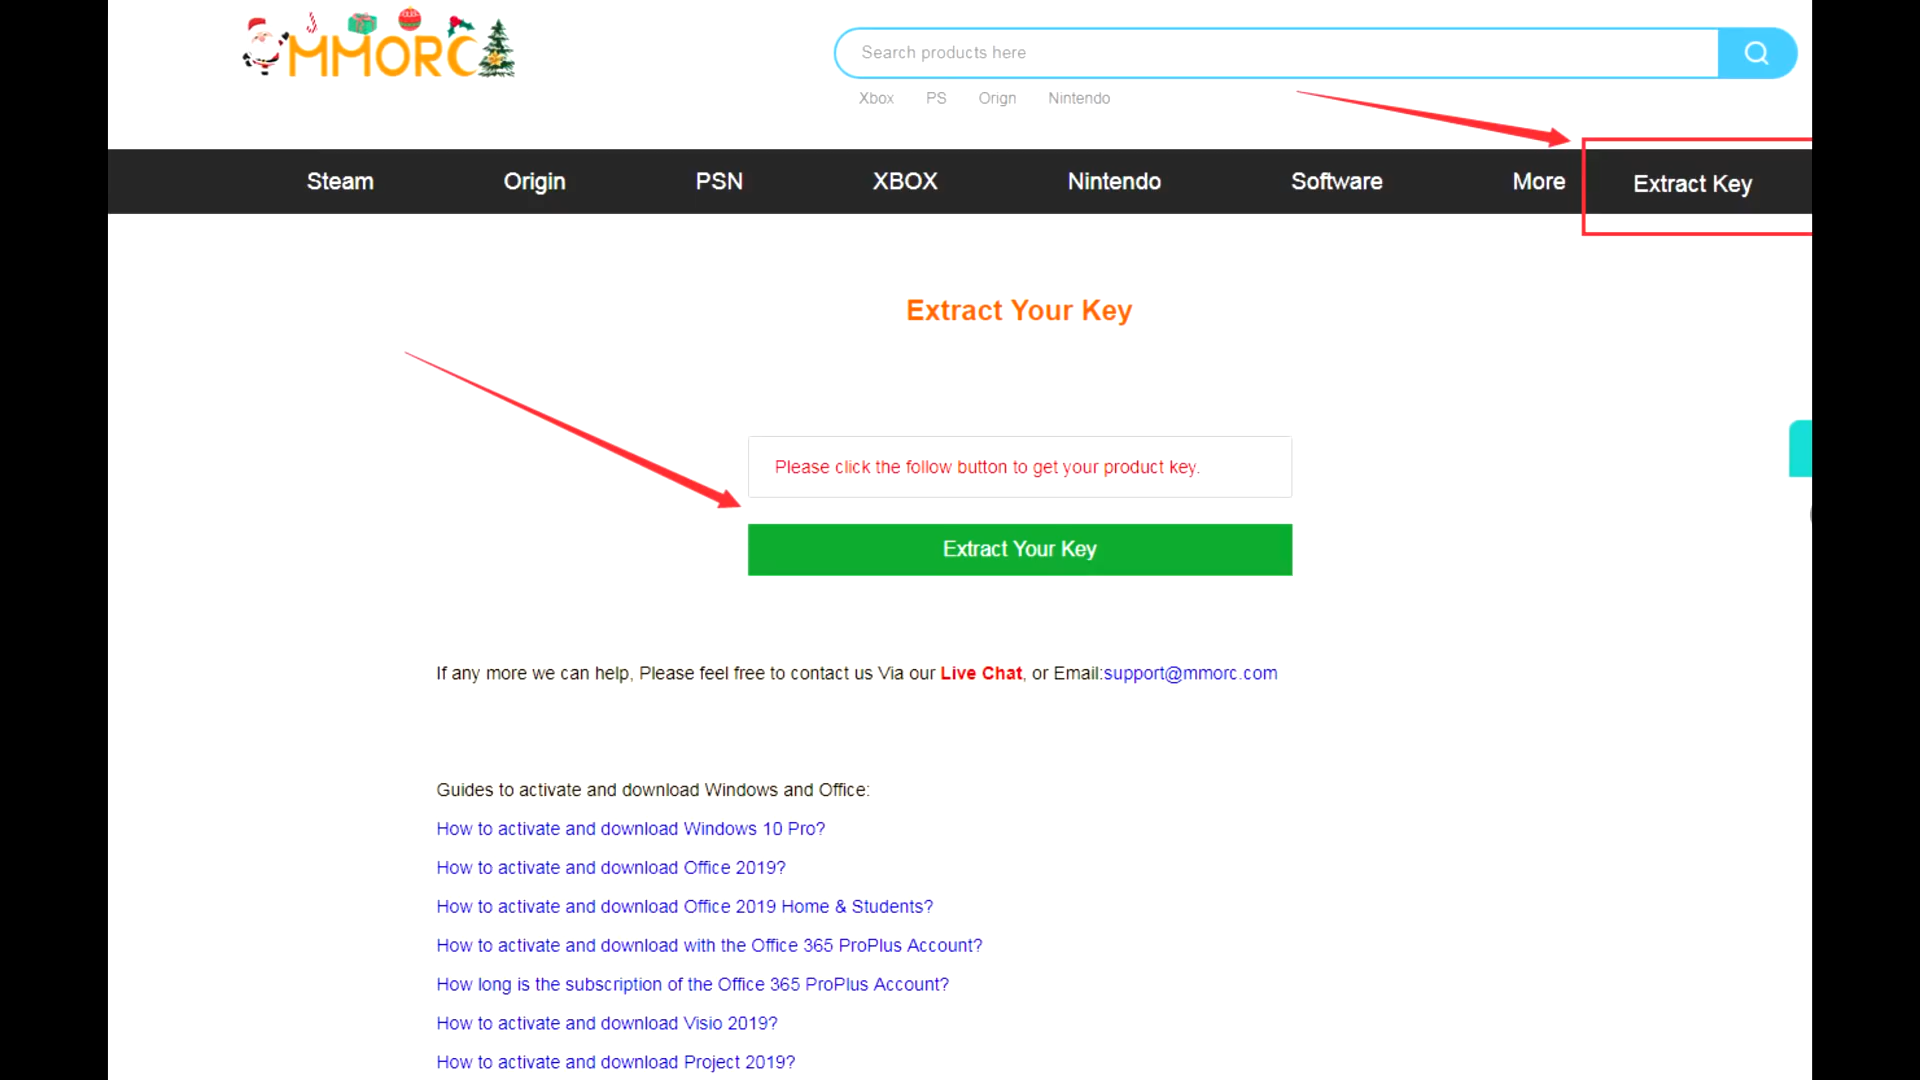 MMORC
Search products here
Xbox PS Orign Nintendo
Steam Origin PSN XBOX Nintendo Software More Extract Key
Extract Your Key
Please click the follow button to get your product key.
Extract Your Key
If any more we can help, Please feel free to contact us Via our Live Chat, or Email:support@mmorc.com
Guides to activate and download Windows and Office:
How to activate and download Windows 10 Pro?
How to activate and download Office 2019?
How to activate and download Office 2019 Home & Students?
How to activate and download with the Office 365 ProPlus Account?
How long is the subscription of the Office 365 ProPlus Account?
How to activate and download Visio 2019?
How to activate and download Project 2019?